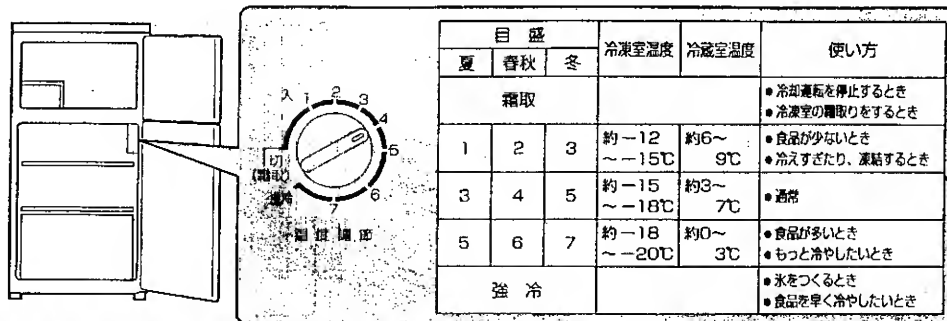 入
1
2
3
4
5
6
7
切
(霜取)
強冷
温度調節
目盛 冷凍室温度 冷蔵室温度 使い方
夏 春秋 冬
霜取 ●冷却運転を停止するとき
●冷凍室の霜取りをするとき
1 2 3 約−12 約6〜 ●食品が少ないとき
〜−15℃ 9℃ ●冷えすぎたり、凍結するとき
3 4 5 約−15 約3〜 ●通常
〜−18℃ 7℃
5 6 7 約−18 約0〜 ●食品が多いとき
〜−20℃ 3℃ ●もっと冷やしたいとき
強冷 ●氷をつくるとき
●食品を早く冷やしたいとき